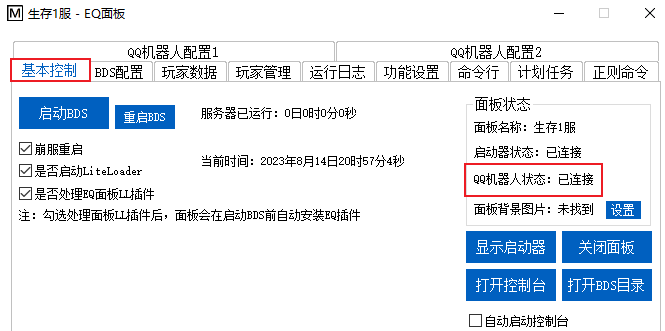 M 生存1服 - EQ面板
QQ机器人配置1 QQ机器人配置2
基本控制 BDS配置 玩家数据 玩家管理 运行日志 功能设置 命令行 计划任务 正则命令
启动BDS 重启BDS 服务器已运行：0日0时0分0秒
崩服重启
是否启动LiteLoader
当前时间：2023年8月14日20时57分4秒
是否处理EQ面板LL插件
注：勾选处理面板LL插件后，面板会在启动BDS前自动安装EQ插件
面板状态
面板名称：生存1服
启动器状态：已连接
QQ机器人状态：已连接
面板背景图片：未找到 设置
显示启动器 关闭面板
打开控制台 打开BDS目录
自动启动控制台